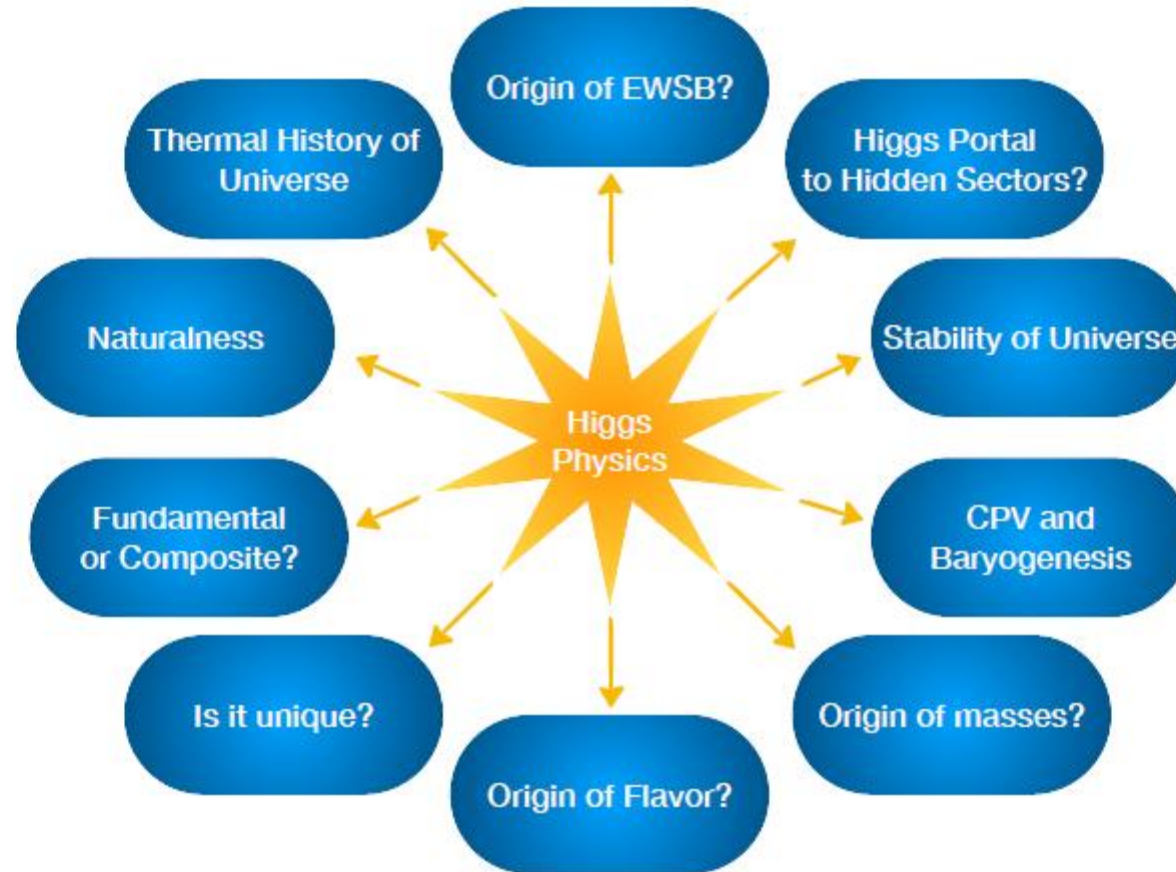 Origin of EWSB?
Thermal History of
Universe
Higgs Portal
to Hidden Sectors?
Naturalness
Stability of Universe
Higgs
Physics
Fundamental
or Composite?
CPV and
Baryogenesis
Is it unique?
Origin of masses?
Origin of Flavor?